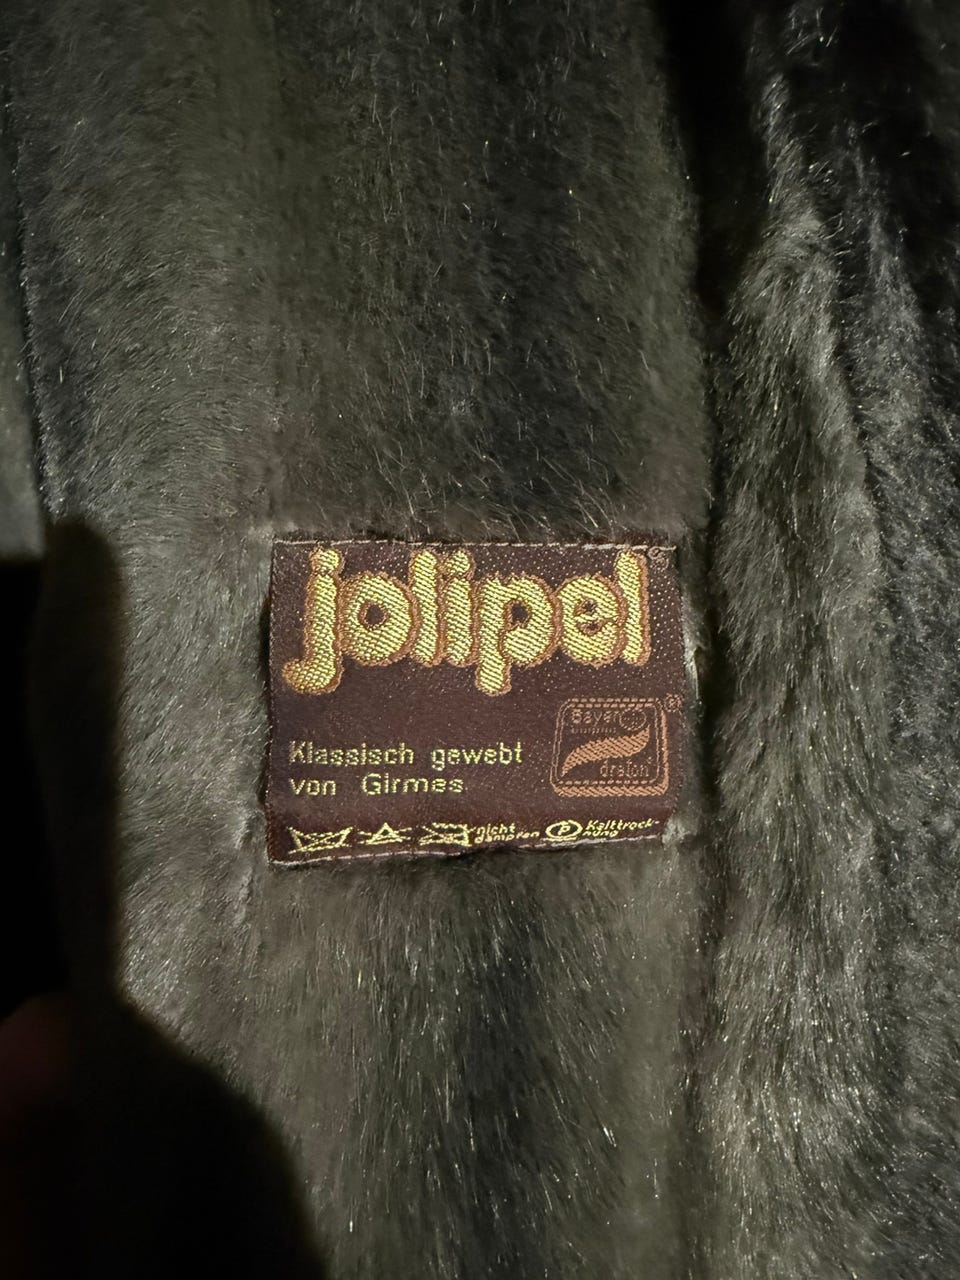 jolipel®
Bayer
dralon
®
Klassisch gewebt
von Girmes
nicht
dämpfen
P
Kalttrock-
nung